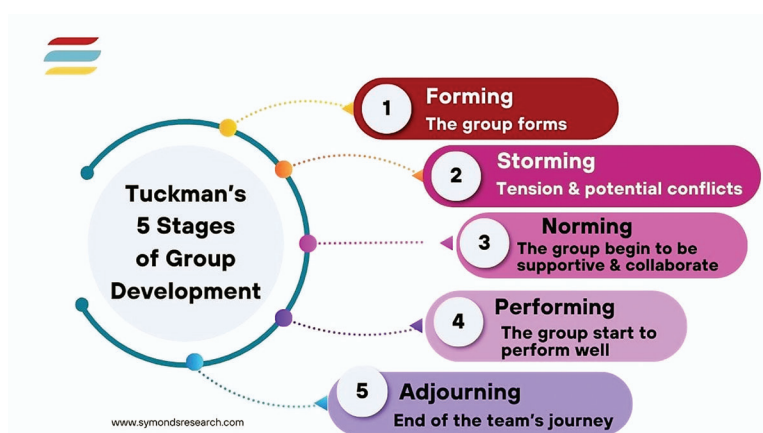 Tuckman's
5 Stages
of Group
Development
1
Forming
The group forms
2
Storming
Tension & potential conflicts
3
Norming
The group begin to be
supportive & collaborate
4
Performing
The group start to
perform well
5
Adjourning
End of the team's journey
www.symondsresearch.com